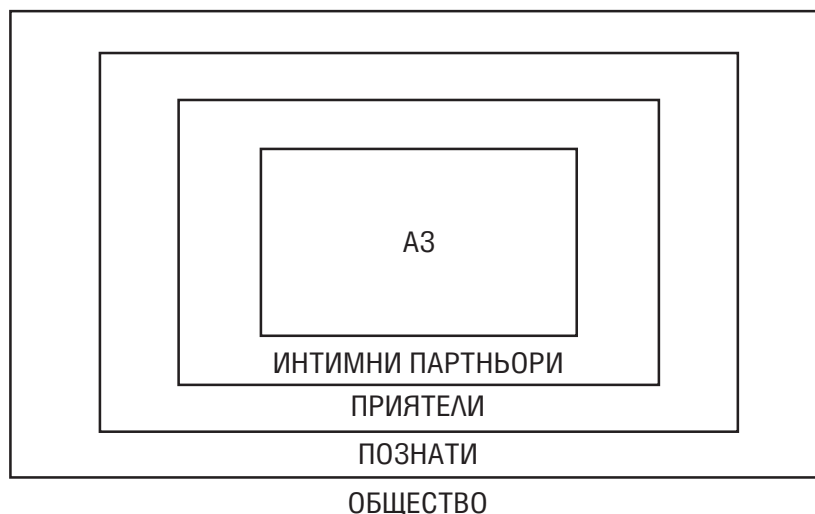 АЗ
ИНТИМНИ ПАРТНЬОРИ
ПРИЯТЕЛИ
ПОЗНАТИ
ОБЩЕСТВО